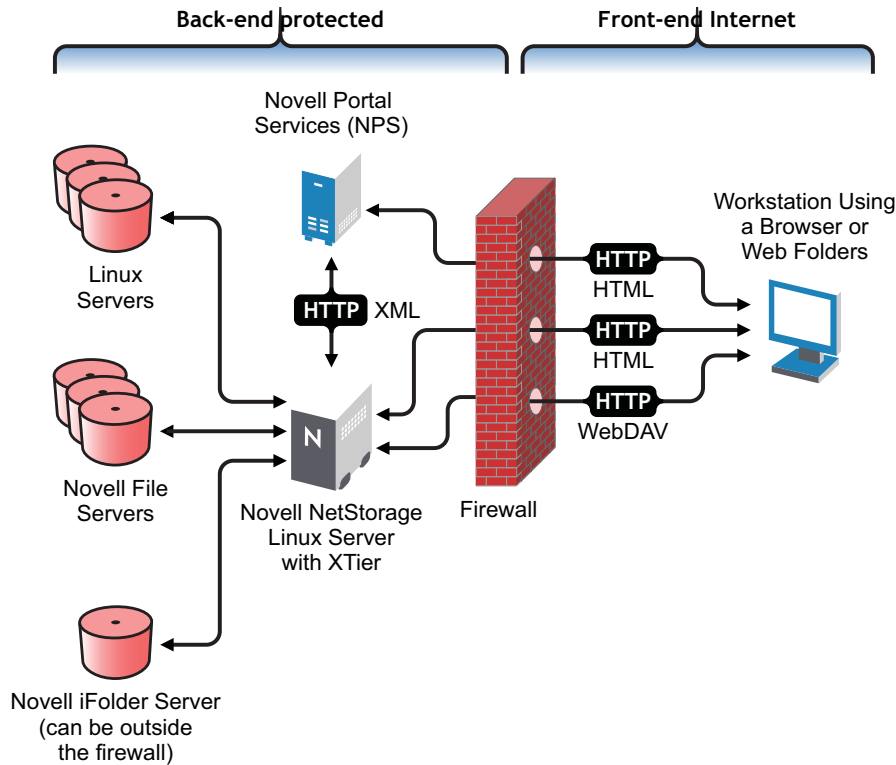 Back-end protected
Front-end Internet
Novell Portal
Services (NPS)
Linux
Servers
HTTP
XML
HTTP
HTML
HTTP
HTML
HTTP
WebDAV
Workstation Using
a Browser or
Web Folders
Novell File
Servers
N
Novell NetStorage
Linux Server
with XTier
Firewall
Novell iFolder Server
(can be outside
the firewall)